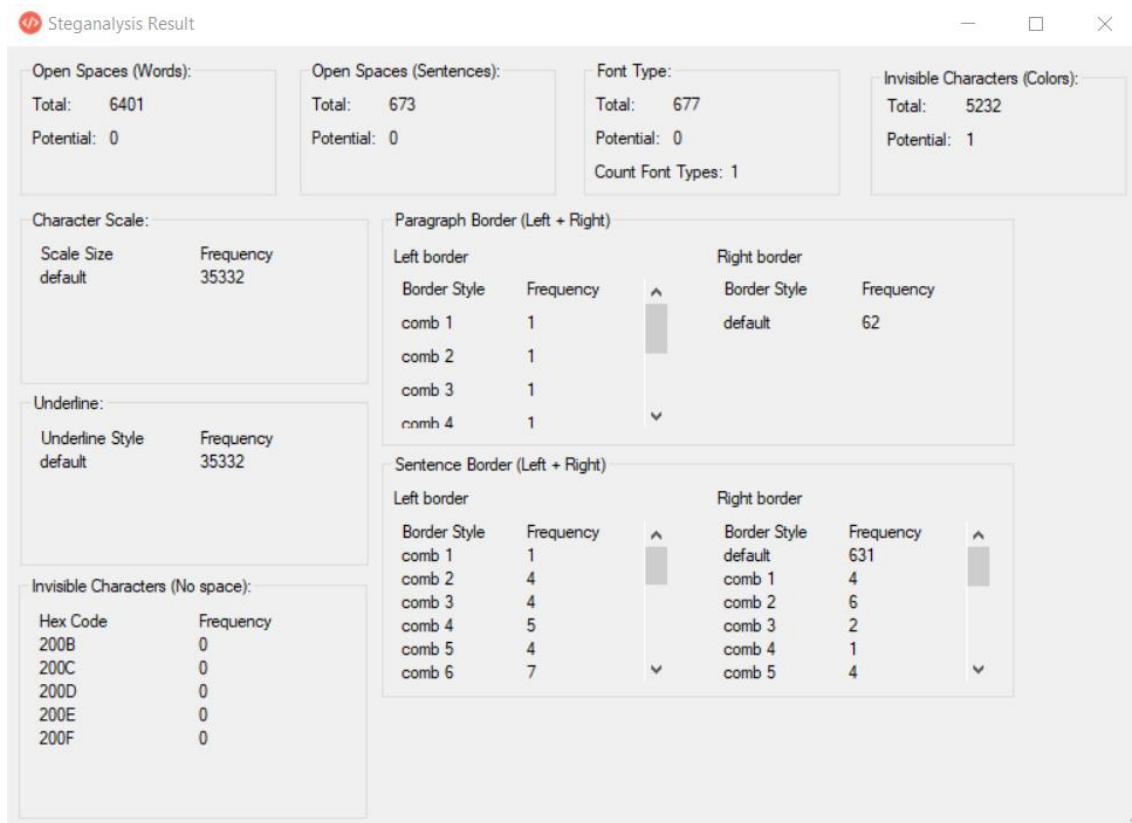 Steganalysis Result
Open Spaces (Words):
Total: 6401
Potential: 0
Open Spaces (Sentences):
Total: 673
Potential: 0
Font Type:
Total: 677
Potential: 0
Count Font Types: 1
Invisible Characters (Colors):
Total: 5232
Potential: 1
Character Scale:
Scale Size Frequency
default 35332
Underline:
Underline Style Frequency
default 35332
Invisible Characters (No space):
Hex Code Frequency
200B 0
200C 0
200D 0
200E 0
200F 0
Paragraph Border (Left + Right)
Left border
Border Style Frequency
comb 1 1
comb 2 1
comb 3 1
comb 4 1
Right border
Border Style Frequency
default 62
Sentence Border (Left + Right)
Left border
Border Style Frequency
comb 1 1
comb 2 4
comb 3 4
comb 4 5
comb 5 4
comb 6 7
Right border
Border Style Frequency
default 631
comb 1 4
comb 2 6
comb 3 2
comb 4 1
comb 5 4